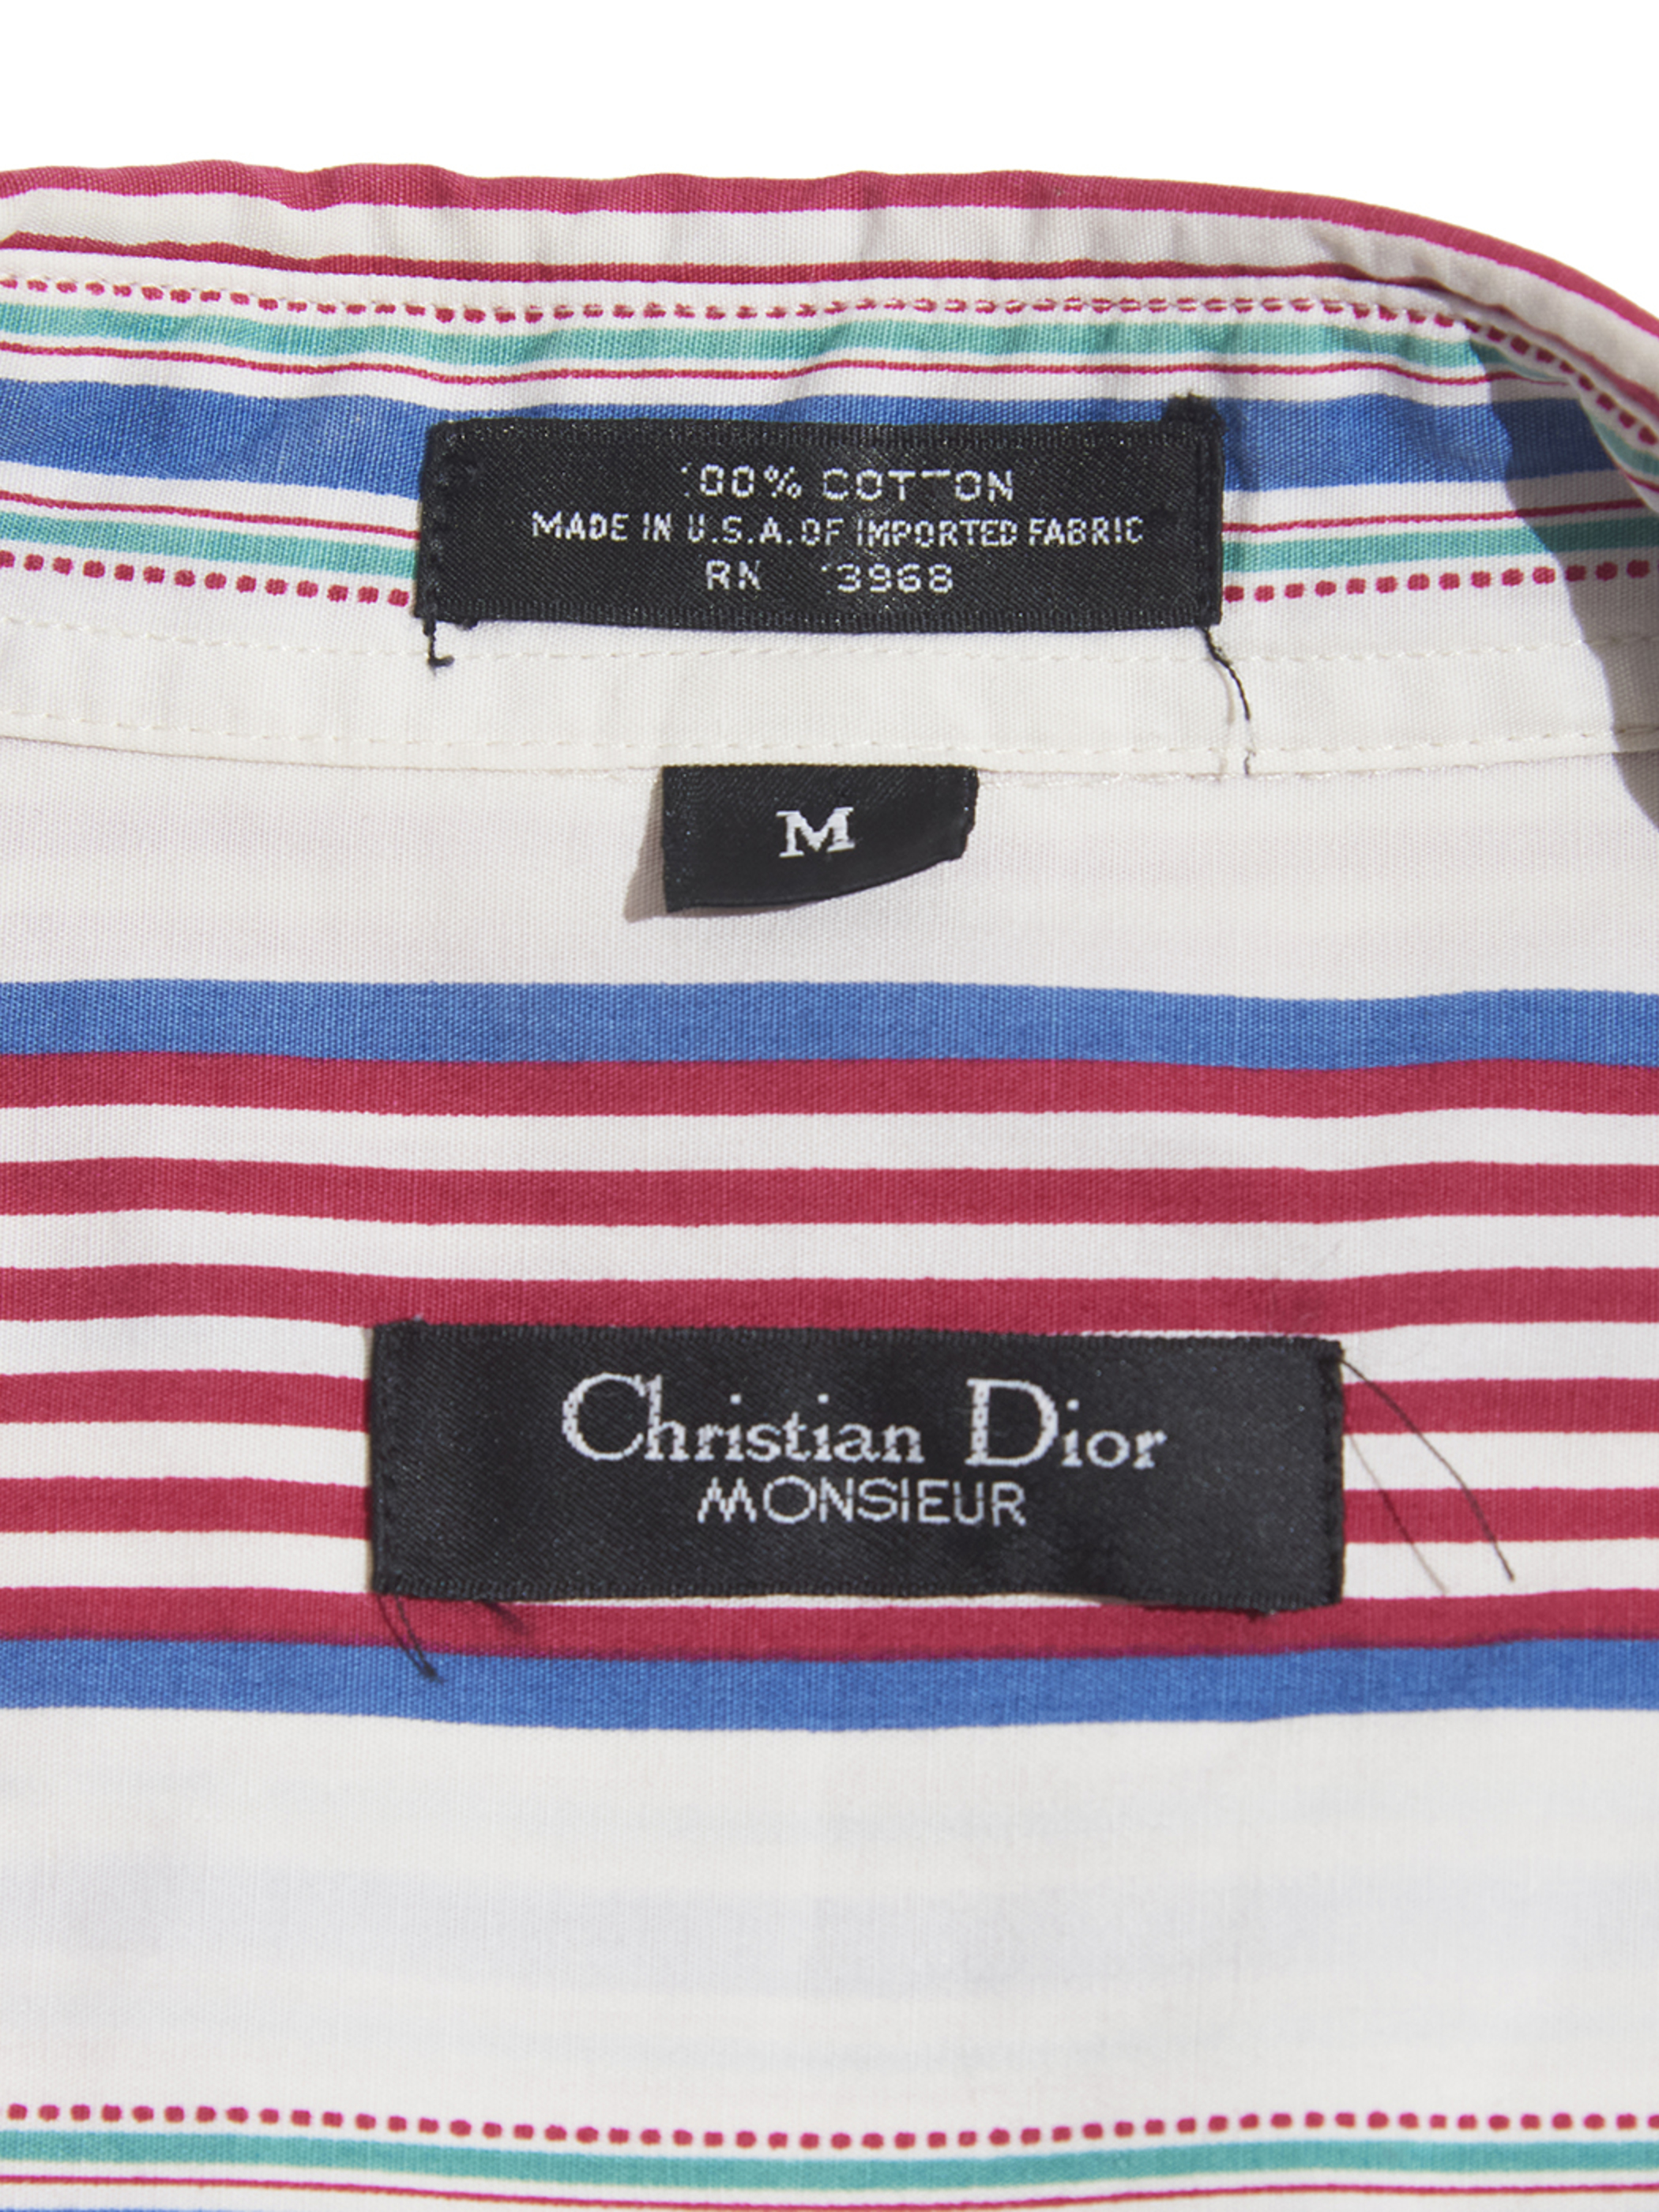 100% COTTON
MADE IN U.S.A. OF IMPORTED FABRIC
RN 13968
M
Christian Dior
MONSIEUR